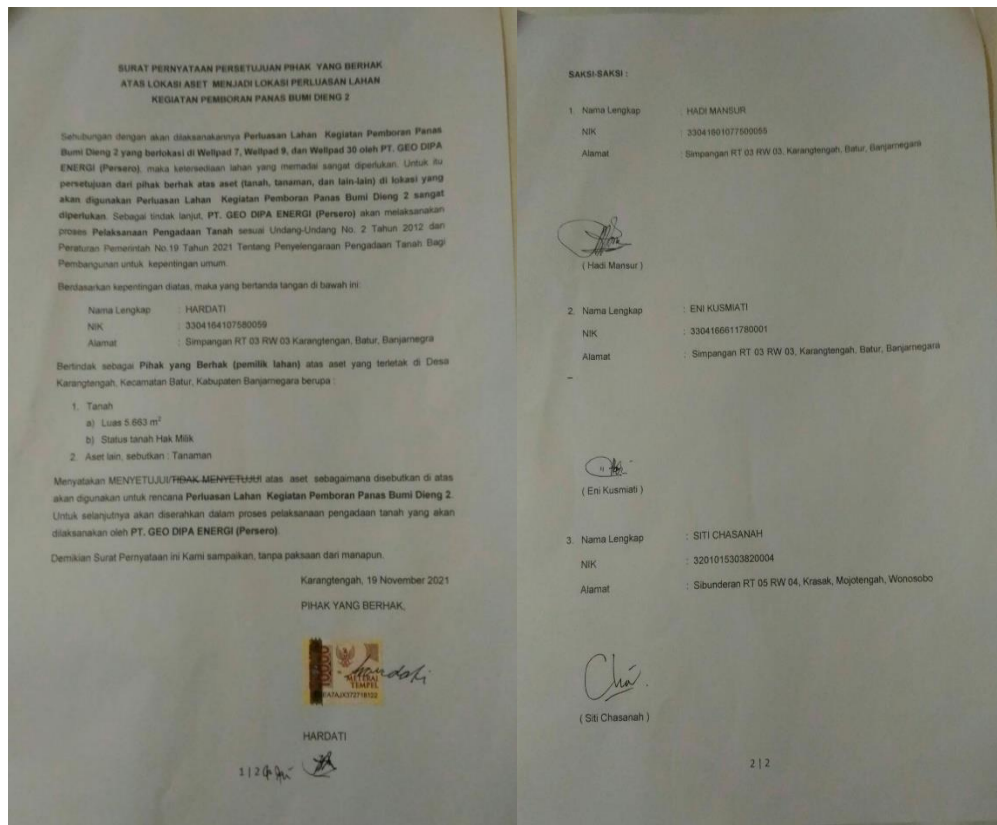 SURAT PERNYATAAN PERSETUJUAN PIHAK YANG BERHAK
ATAS LOKASI ASET MENJADI LOKASI PERLUASAN LAHAN
KEGIATAN PEMBORAN PANAS BUMI DIENG 2
Sehubungan dengan akan dilaksanakannya Perluasan Lahan Kegiatan Pemboran Panas
Bumi Dieng 2 yang berlokasi di Wellpad 7, Wellpad 9, dan Wellpad 30 oleh PT. GEO DIPA
ENERGI (Persero), maka ketersediaan lahan yang memadai sangat diperlukan. Untuk itu
persetujuan dari pihak berhak atas aset (tanah, tanaman, dan lain-lain) di lokasi yang
akan digunakan Perluasan Lahan Kegiatan Pemboran Panas Bumi Dieng 2 sangat
diperlukan. Sebagai tindak lanjut, PT. GEO DIPA ENERGI (Persero) akan melaksanakan
proses Pelaksanaan Pengadaan Tanah sesuai Undang-Undang No. 2 Tahun 2012 dan
Peraturan Pemerintah No.19 Tahun 2021 Tentang Penyelengaraan Pengadaan Tanah Bagi
Pembangunan untuk kepentingan umum.
Berdasarkan kepentingan diatas, maka yang bertanda tangan di bawah ini:
Nama Lengkap : HARDATI
NIK : 3304164107580059
Alamat : Simpangan RT 03 RW 03 Karangtengan, Batur, Banjarnegra
Bertindak sebagai Pihak yang Berhak (pemilik lahan) atas aset yang terletak di Desa
Karangtengah, Kecamatan Batur, Kabupaten Banjarnegara berupa :
1. Tanah
a) Luas 5.663 m²
b) Status tanah Hak Milik
2. Aset lain, sebutkan : Tanaman
Menyatakan MENYETUJUI/TIDAK MENYETUJUI atas aset sebagaimana disebutkan di atas
akan digunakan untuk rencana Perluasan Lahan Kegiatan Pemboran Panas Bumi Dieng 2.
Untuk selanjutnya akan diserahkan dalam proses pelaksanaan pengadaan tanah yang akan
dilaksanakan oleh PT. GEO DIPA ENERGI (Persero).
Demikian Surat Pernyataan ini Kami sampaikan, tanpa paksaan dari manapun.
Karangtengah, 19 November 2021
PIHAK YANG BERHAK,
10000
METERAI
TEMPEL
Hardati
HARDATI
1 | 2
SAKSI-SAKSI :
1. Nama Lengkap : HADI MANSUR
NIK : 3304160107750055
Alamat : Simpangan RT 03 RW 03, Karangtengah, Batur, Banjarnegara
( Hadi Mansur )
2. Nama Lengkap : ENI KUSMIATI
NIK : 3304166611780001
Alamat : Simpangan RT 03 RW 03, Karangtengah, Batur, Banjarnegara
–
( Eni Kusmiati )
3. Nama Lengkap : SITI CHASANAH
NIK : 3201015303820004
Alamat : Sibunderan RT 05 RW 04, Krasak, Mojotengah, Wonosobo
Cha
( Siti Chasanah )
2 | 2